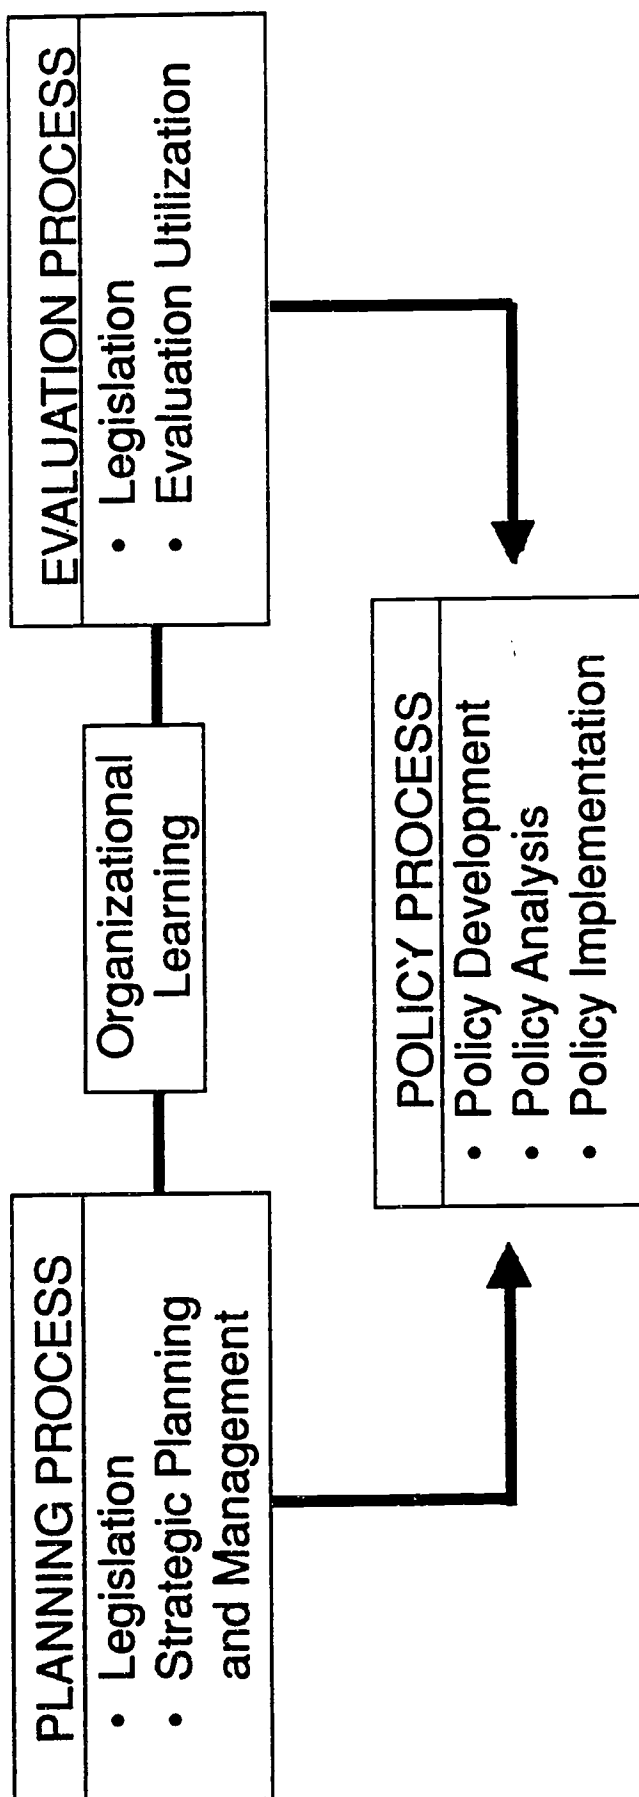 PLANNING PROCESS
• Legislation
• Strategic Planning
and Management
Organizational
Learning
EVALUATION PROCESS
• Legislation
• Evaluation Utilization
POLICY PROCESS
• Policy Development
• Policy Analysis
• Policy Implementation